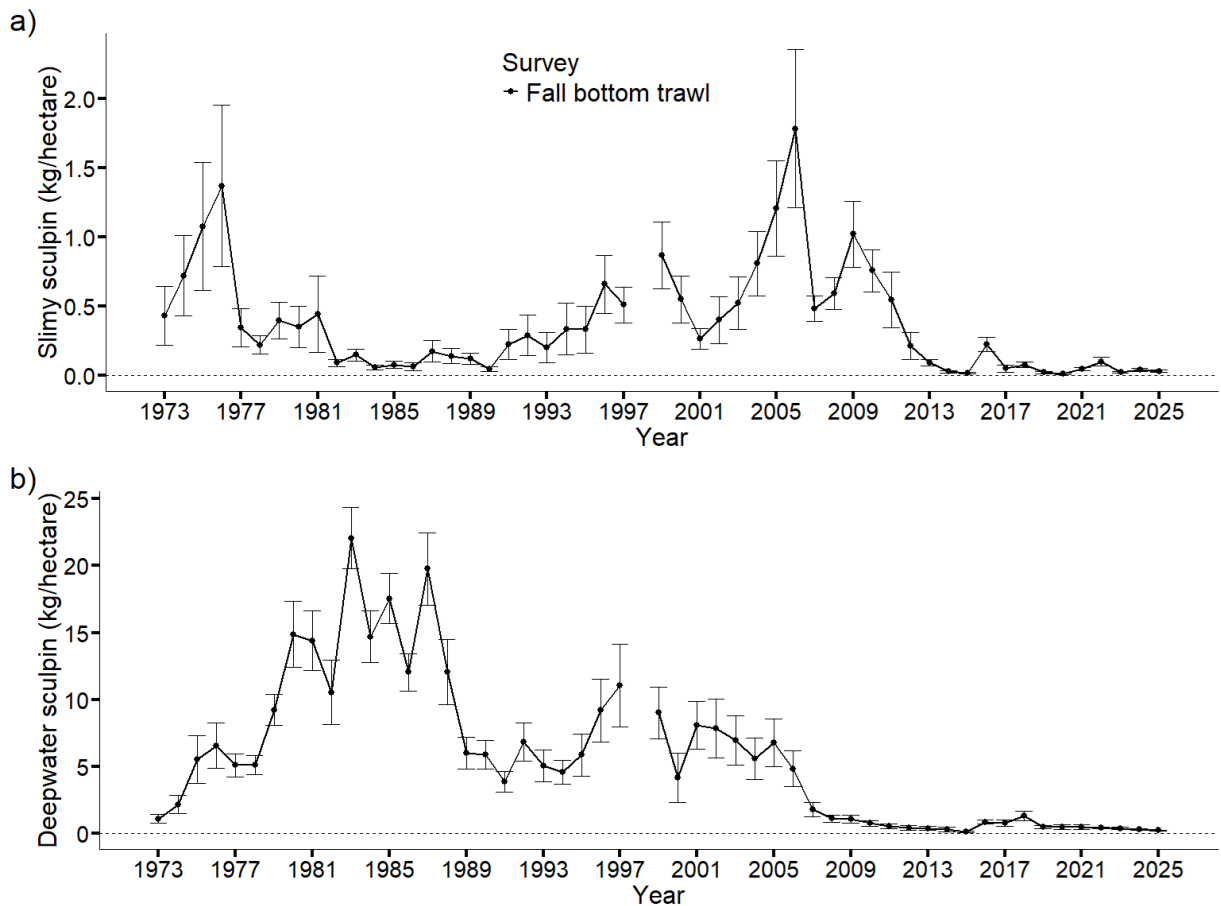 a)
Slimy sculpin (kg/hectare)
Survey
Fall bottom trawl
2.0
1.5
1.0
0.5
0.0
1973 1977 1981 1985 1989 1993 1997 2001 2005 2009 2013 2017 2021 2025
Year
b)
Deepwater sculpin (kg/hectare)
25
20
15
10
5
0
1973 1977 1981 1985 1989 1993 1997 2001 2005 2009 2013 2017 2021 2025
Year